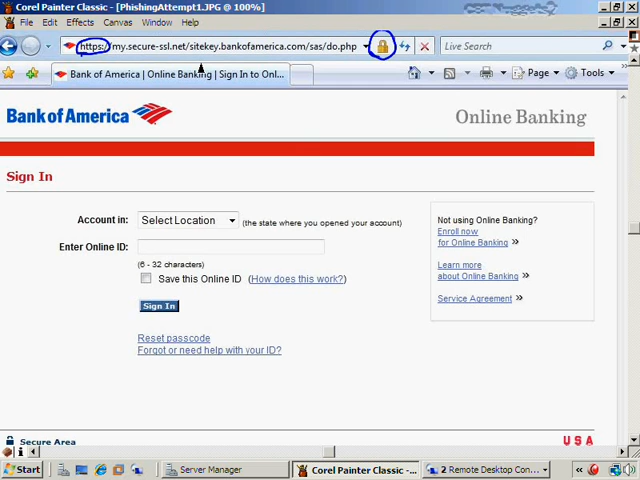 Corel Painter Classic - [PhishingAttempt1.JPG @ 100%]
File Edit Effects Canvas Window Help
https://my.secure-ssl.net/sitekey.bankofamerica.com/sas/do.php
Bank of America | Online Banking | Sign In to Onl...
Page Tools
Bank of America Online Banking
Sign In
Account in: Select Location (the state where you opened your account)
Enter Online ID:
(6 - 32 characters)
Save this Online ID (How does this work?)
Sign In
Reset passcode
Forgot or need help with your ID?
Not using Online Banking?
Enroll now
for Online Banking »
Learn more
about Online Banking »
Service Agreement »
Secure Area
USA
Start Server Manager Corel Painter Classic -... 2 Remote Desktop Con...